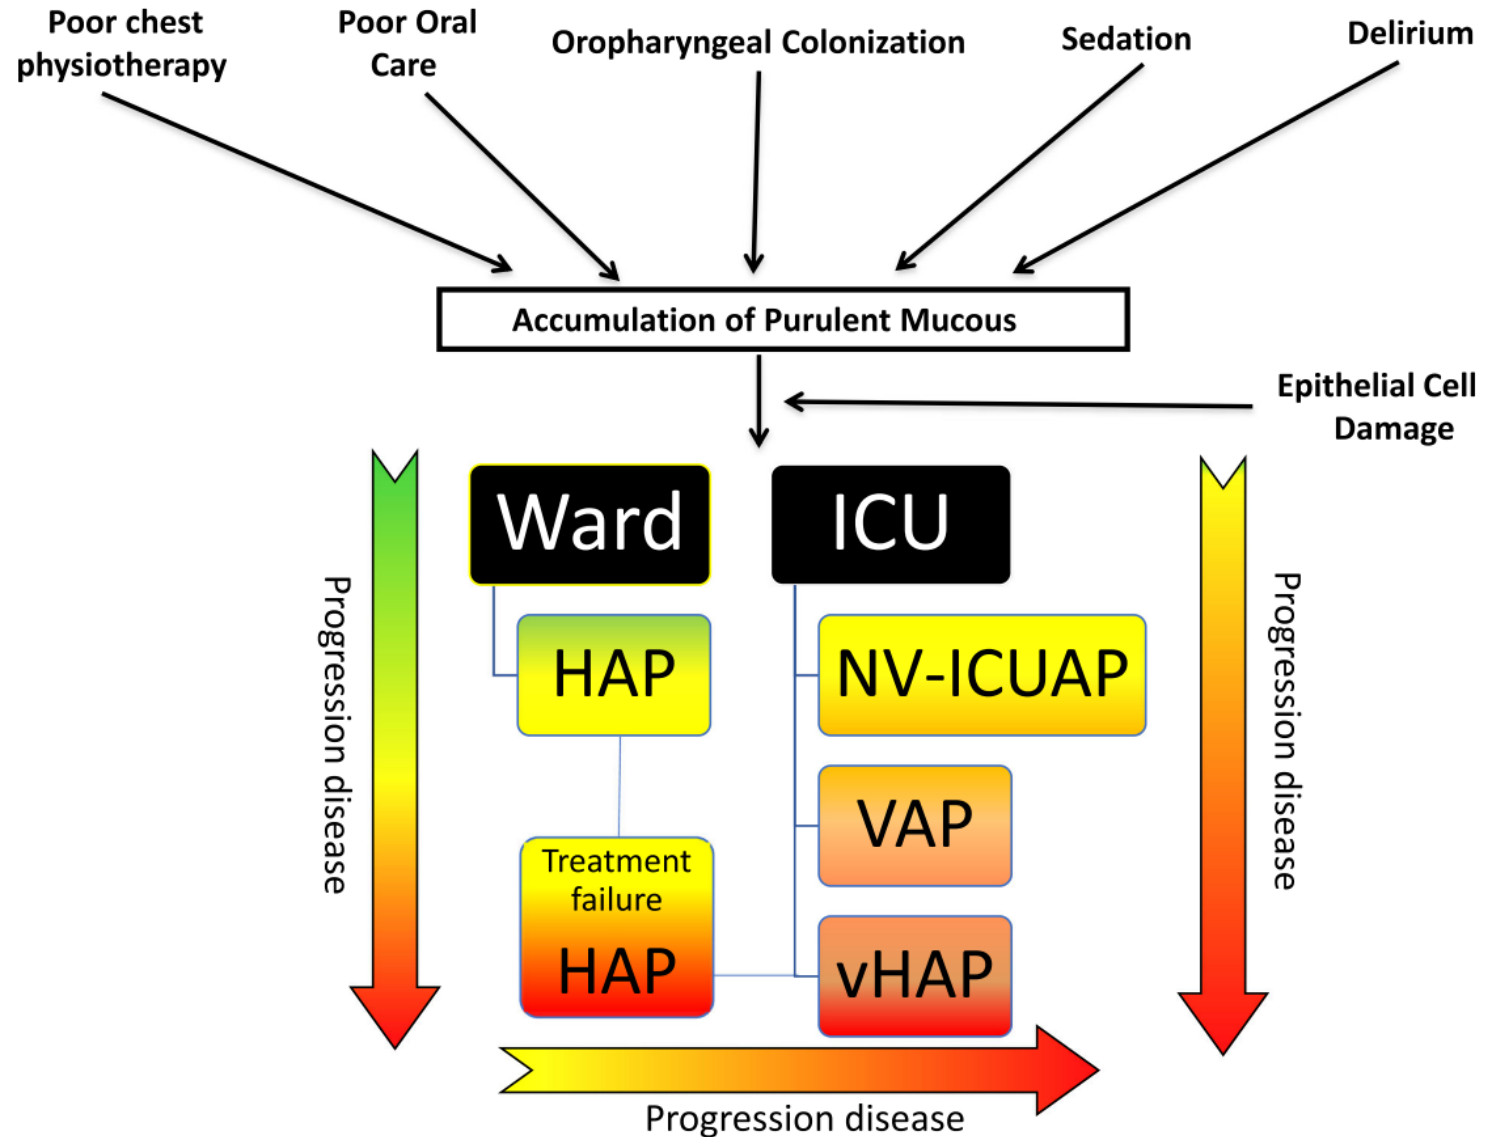 Poor chest
physiotherapy
Poor Oral
Care
Oropharyngeal Colonization
Sedation
Delirium
Accumulation of Purulent Mucous
Epithelial Cell
Damage
Ward
ICU
HAP
NV-ICUAP
VAP
Treatment
failure
HAP
vHAP
Progression disease
Progression disease
Progression disease